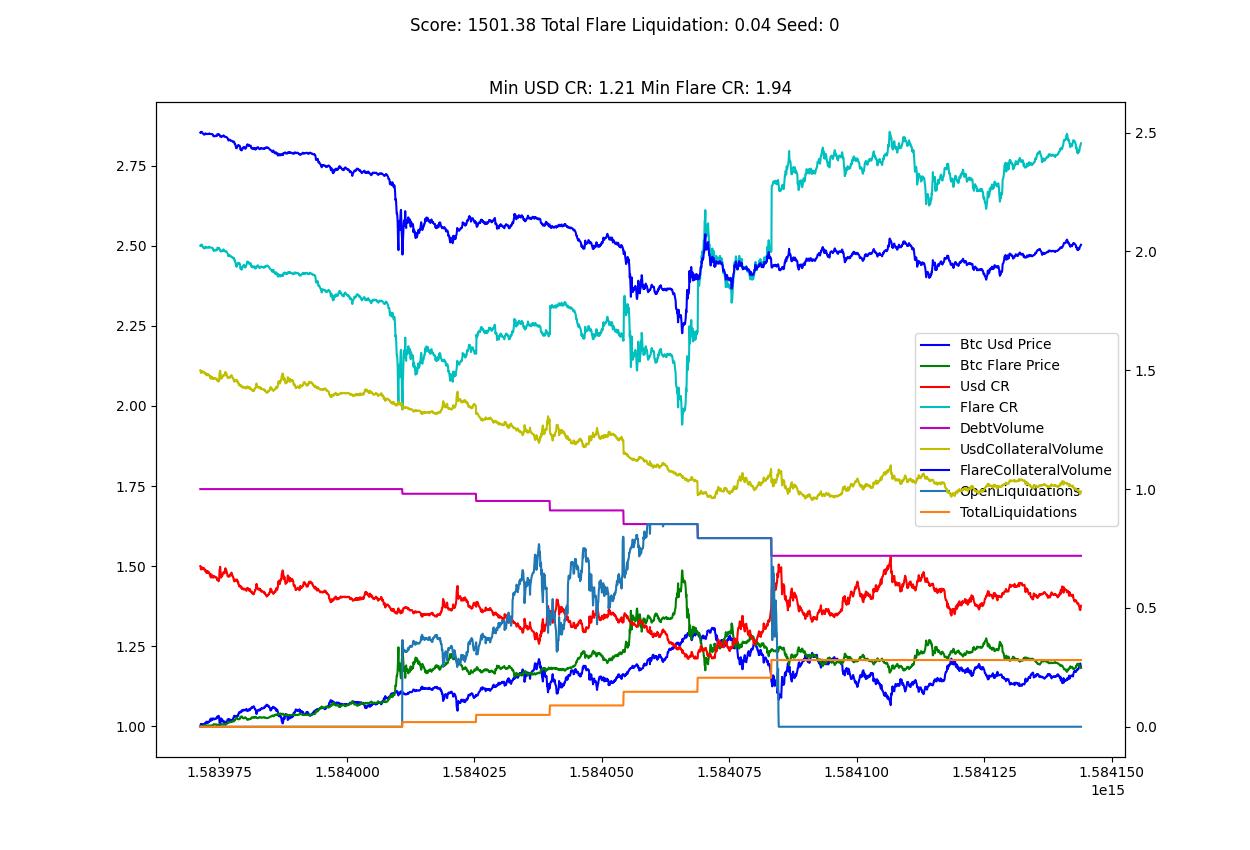 Score: 1501.38 Total Flare Liquidation: 0.04 Seed: 0
Min USD CR: 1.21 Min Flare CR: 1.94
2.75
2.50
2.25
2.00
1.75
1.50
1.25
1.00
2.5
2.0
1.5
1.0
0.5
0.0
Btc Usd Price
Btc Flare Price
Usd CR
Flare CR
DebtVolume
UsdCollateralVolume
FlareCollateralVolume
OpenLiquidations
TotalLiquidations
1.583975 1.584000 1.584025 1.584050 1.584075 1.584100 1.584125 1.584150
1e15